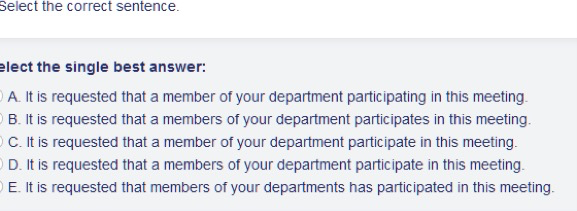 Select the correct sentence.
elect the single best answer:
A. It is requested that a member of your department participating in this meeting.
B. It is requested that a members of your department participates in this meeting.
C. It is requested that a member of your department participate in this meeting.
D. It is requested that a members of your department participate in this meeting.
E. It is requested that members of your departments has participated in this meeting.